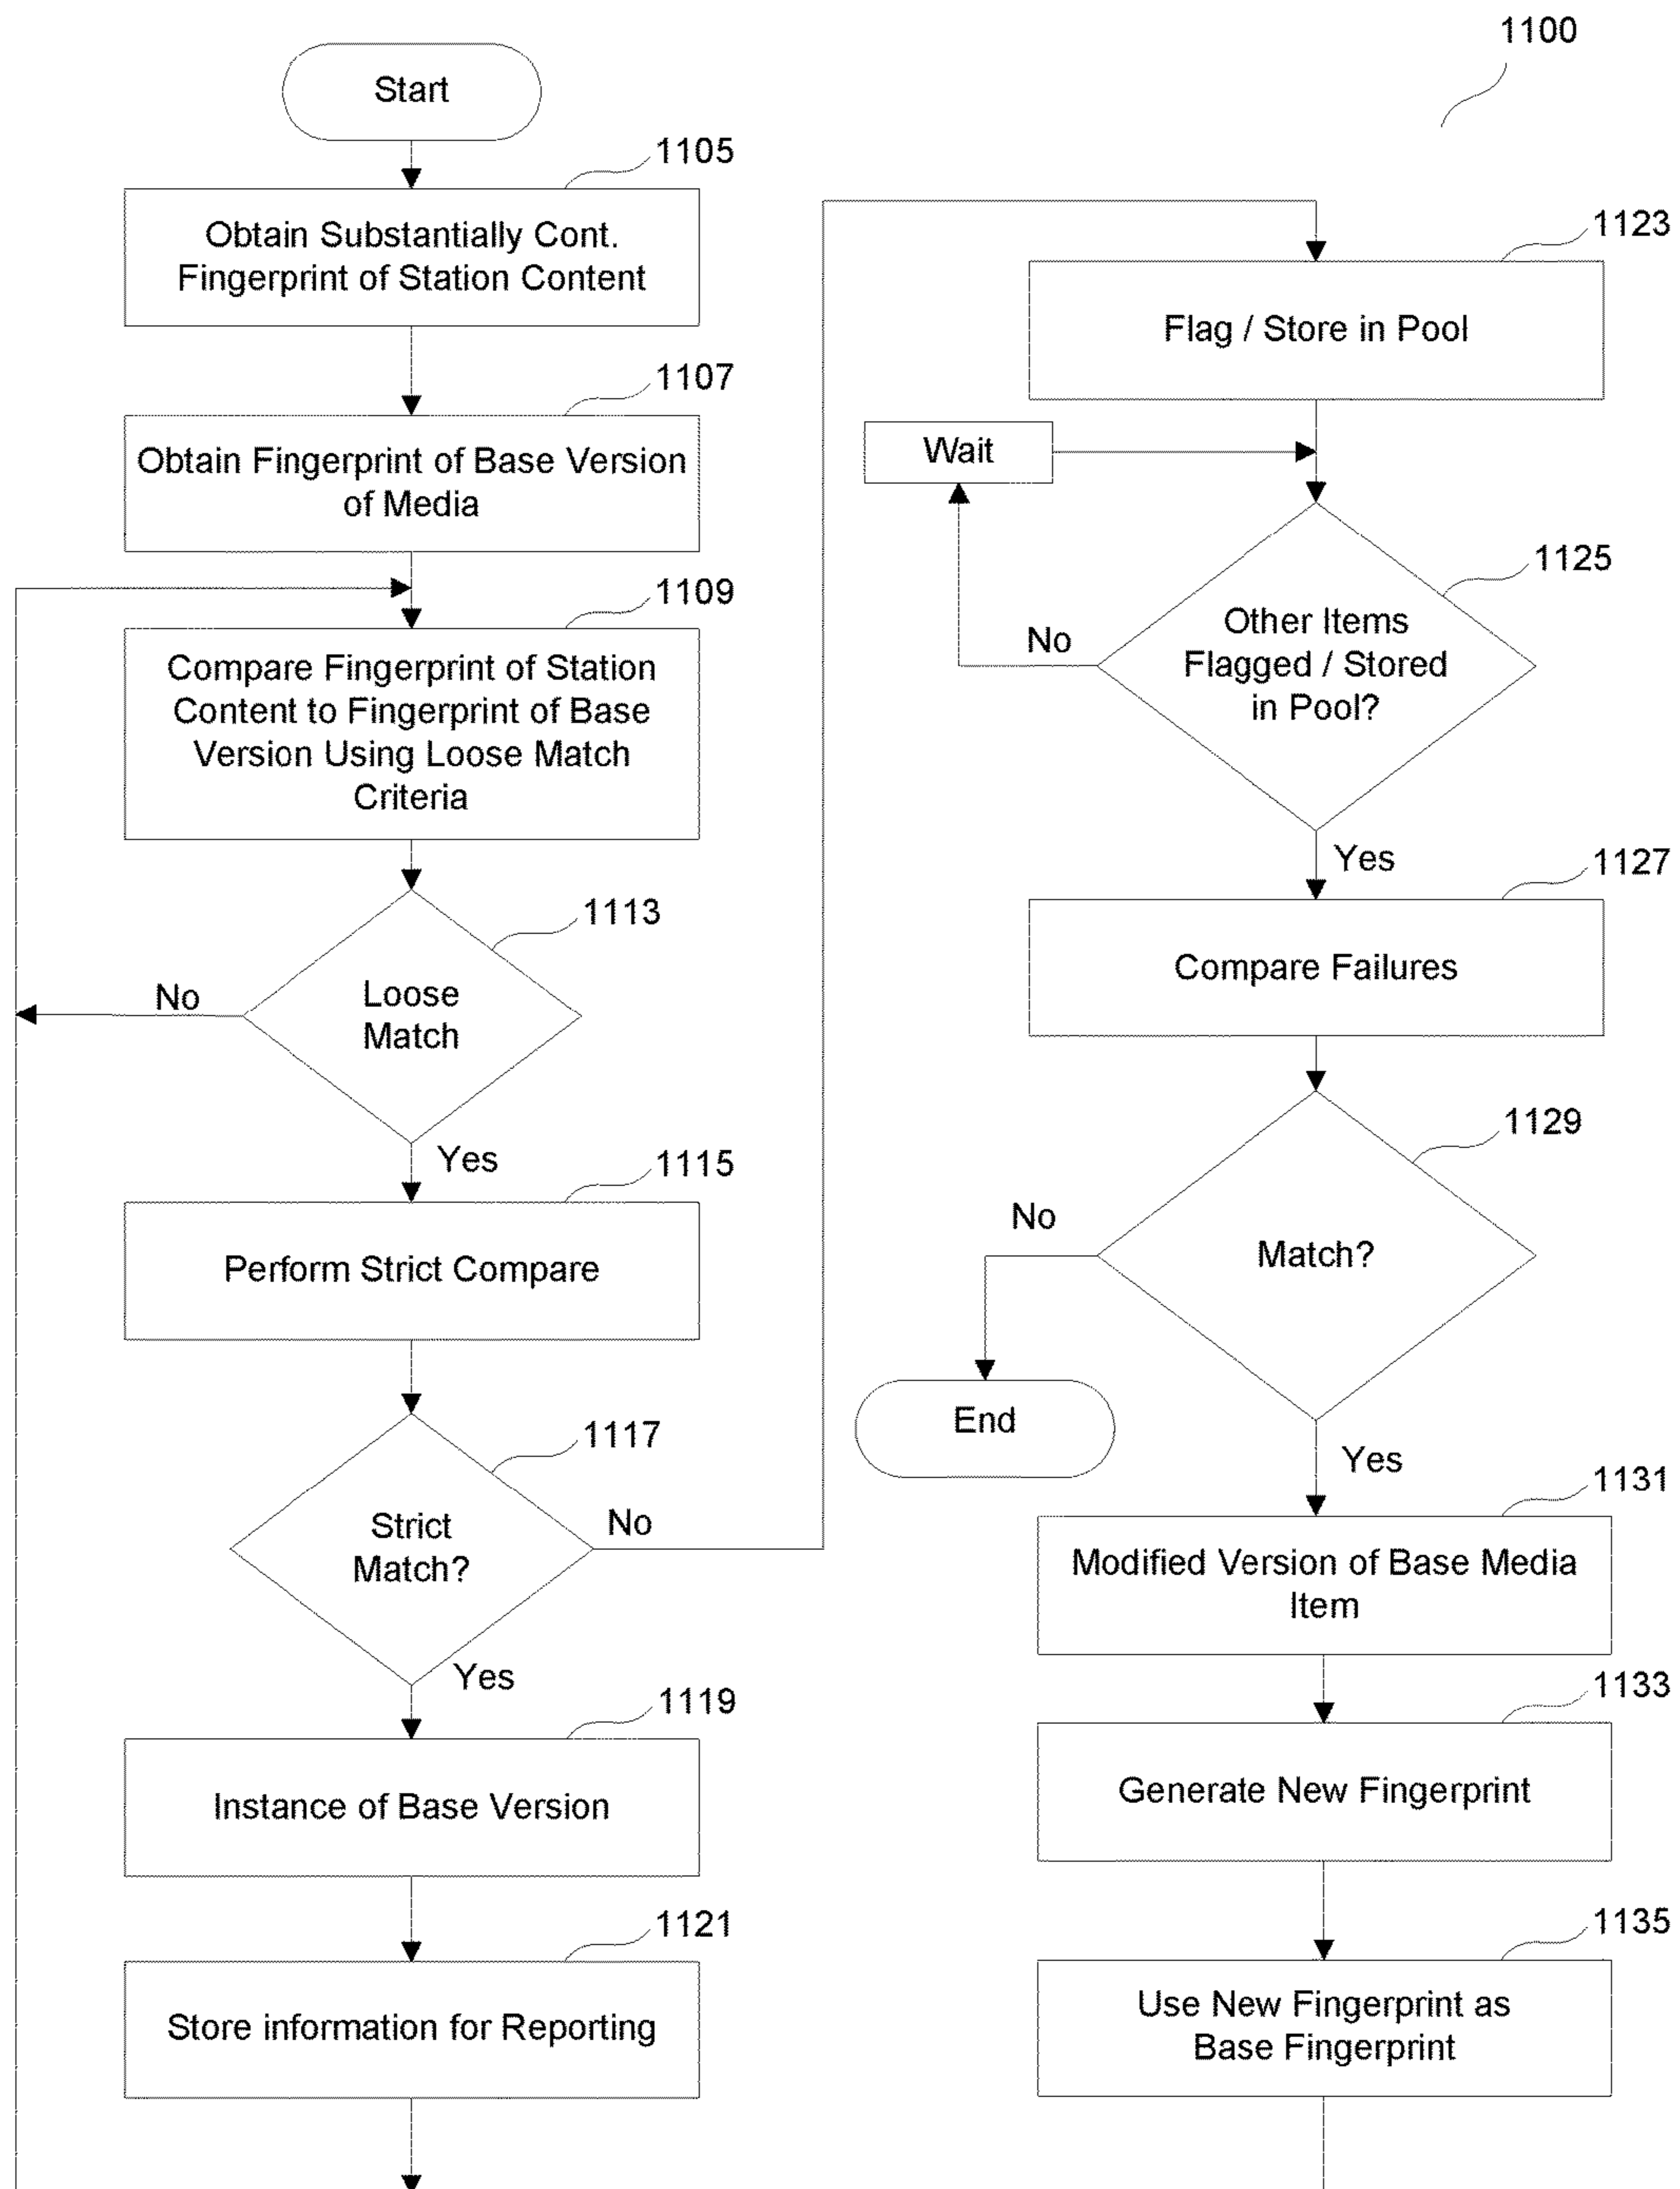 1100
Start
1105
Obtain Substantially Cont.
Fingerprint of Station Content
1107
Obtain Fingerprint of Base Version
of Media
1109
Compare Fingerprint of Station
Content to Fingerprint of Base
Version Using Loose Match
Criteria
1113
Loose
Match
No
Yes
1115
Perform Strict Compare
1117
Strict
Match?
No
Yes
1119
Instance of Base Version
1121
Store information for Reporting
1123
Flag / Store in Pool
Wait
1125
Other Items
Flagged / Stored
in Pool?
No
Yes
1127
Compare Failures
1129
Match?
No
End
Yes
1131
Modified Version of Base Media
Item
1133
Generate New Fingerprint
1135
Use New Fingerprint as
Base Fingerprint